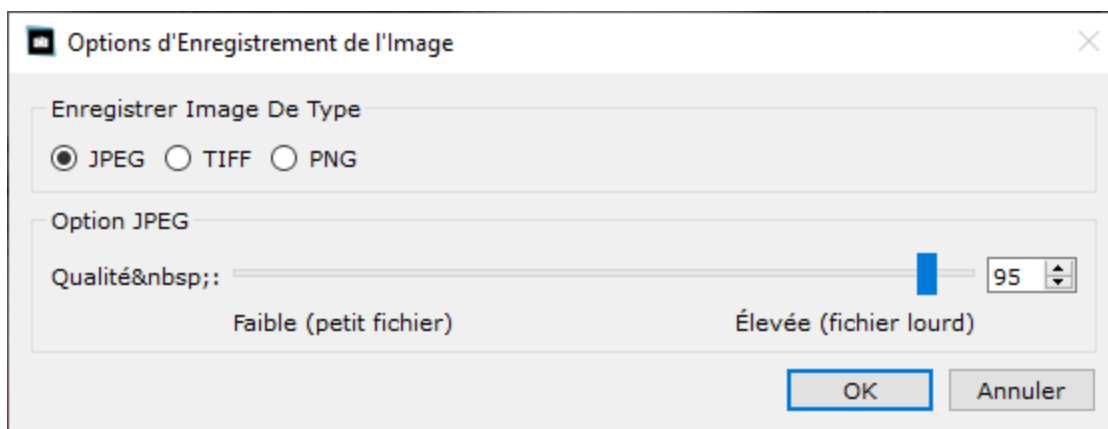 Options d'Enregistrement de l'Image
Enregistrer Image De Type
JPEG TIFF PNG
Option JPEG
Qualité&nbsp;: 95
Faible (petit fichier) Élevée (fichier lourd)
OK Annuler